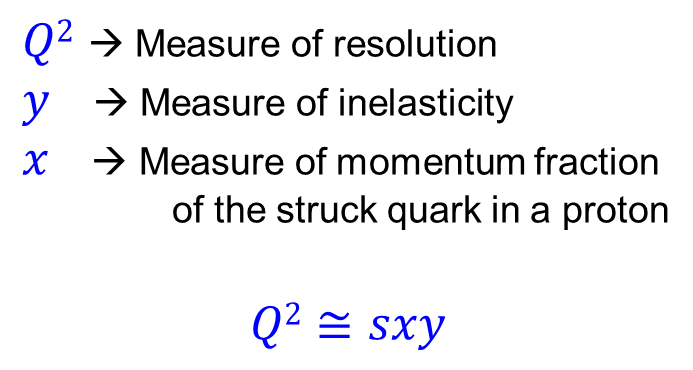 Q² → Measure of resolution
y → Measure of inelasticity
x → Measure of momentum fraction
of the struck quark in a proton
Q² ≅ sxy